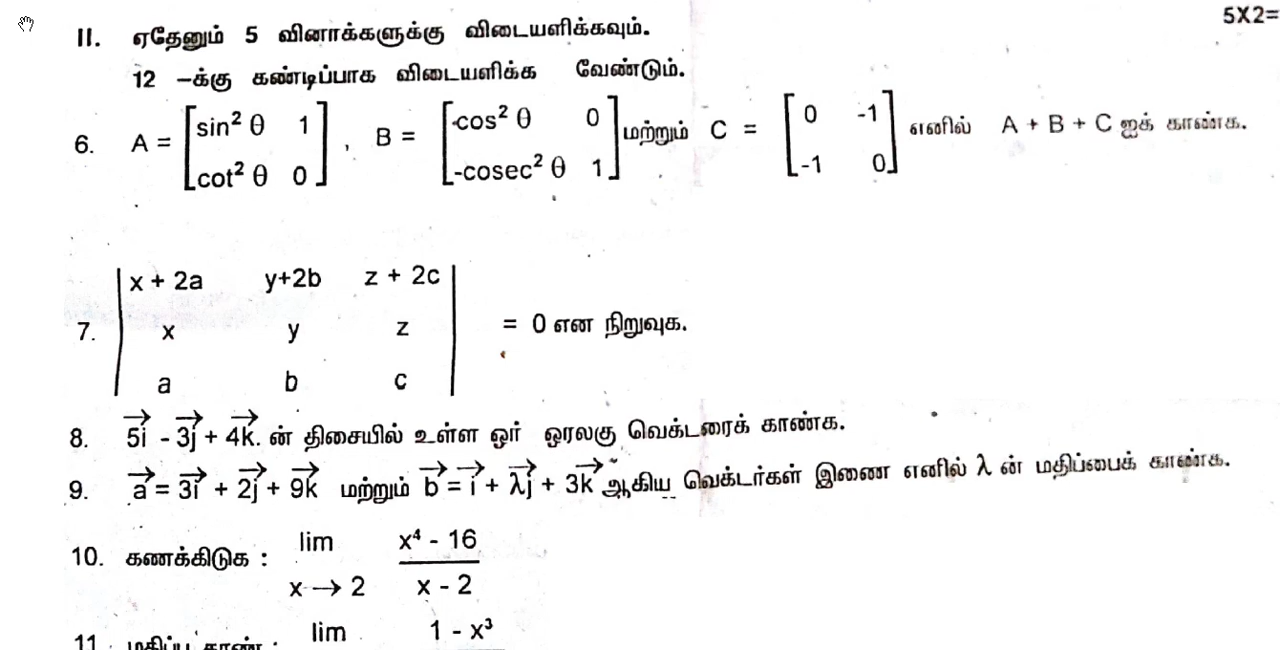 II. ஏதேனும் 5 வினாக்களுக்கு விடையளிக்கவும். 5X2=
12 –க்கு கண்டிப்பாக விடையளிக்க வேண்டும்.
6. A = [sin² θ 1 cot² θ 0], B = [cos² θ 0 -cosec² θ 1] மற்றும் C = [0 -1 -1 0] எனில் A + B + C ஐக் காண்க.
x + 2a y+2b z + 2c
7. x y z = 0 என நிறுவுக.
a b c
8. 5i⃗ - 3j⃗ + 4k⃗. ன் திசையில் உள்ள ஓர் ஓரலகு வெக்டரைக் காண்க.
9. a⃗ = 3i⃗ + 2j⃗ + 9k⃗ மற்றும் b⃗ = i⃗ + λj⃗ + 3k⃗ ஆகிய வெக்டர்கள் இணை எனில் λ ன் மதிப்பைக் காண்க.
lim x⁴ - 16
10. கணக்கிடுக :
x → 2 x - 2
11. lim 1 - x³